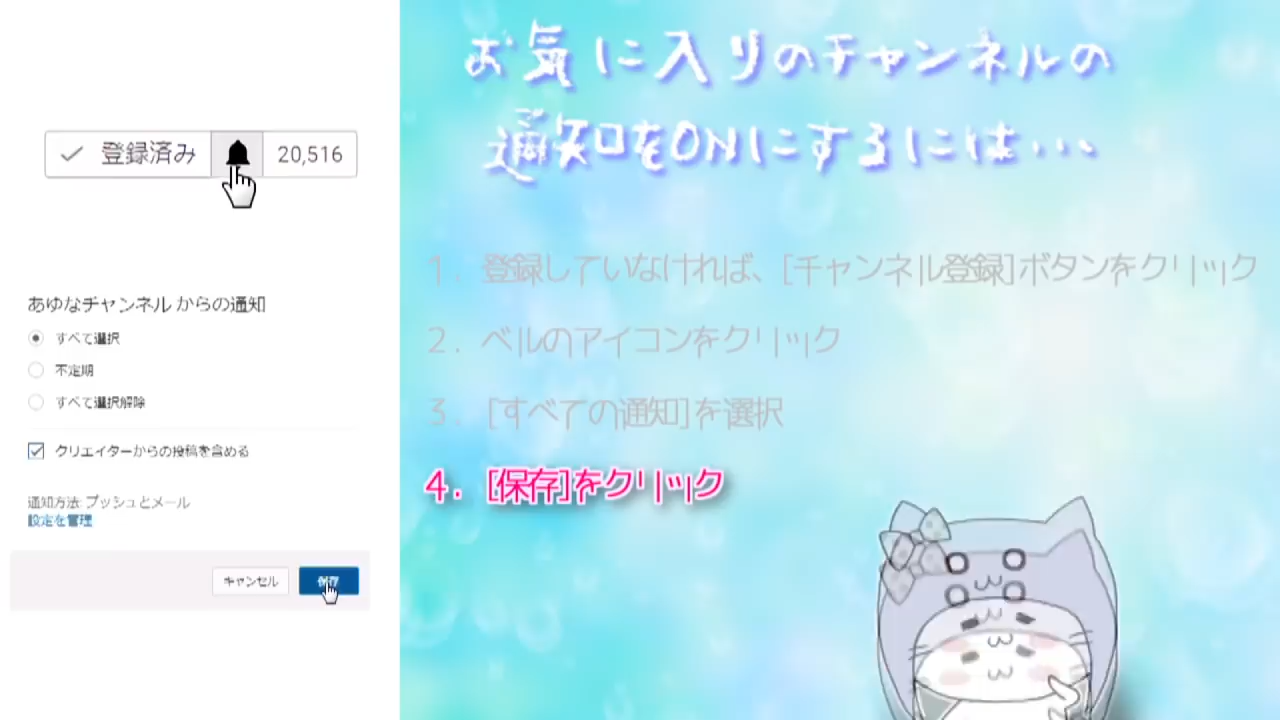 お気に入りのチャンネルの
通知をONにするには・・・
登録済み 20,516
あゆなチャンネル からの通知
すべて選択
不定期
すべて選択解除
クリエイターからの投稿を含める
通知方法: プッシュとメール
設定を管理
キャンセル 保存
1. 登録していなければ、[チャンネル登録]ボタンをクリック
2. ベルのアイコンをクリック
3. [すべての通知]を選択
4. [保存]をクリック